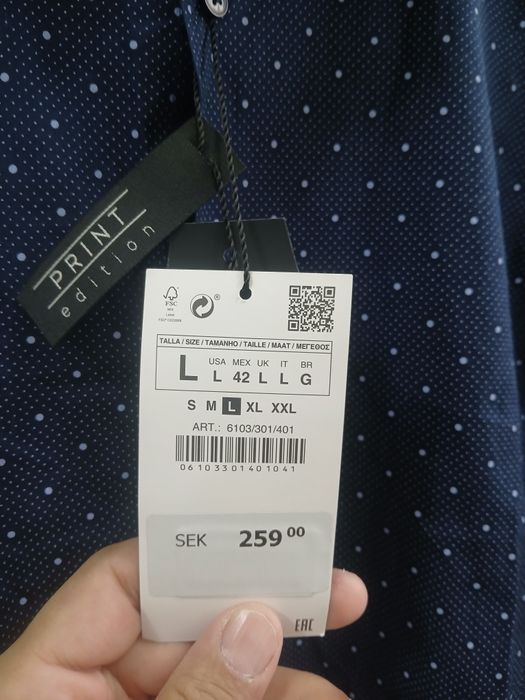 PRINT
edition
FSC
TALLA / SIZE / TAMANHO / TAILLE / MAAT / ΜΕΓΕΘΟΣ
L
USA MEX UK IT BR
L 42 L L G
S M L XL XXL
ART.: 6103/301/401
06103301401041
SEK 259 00
EAC